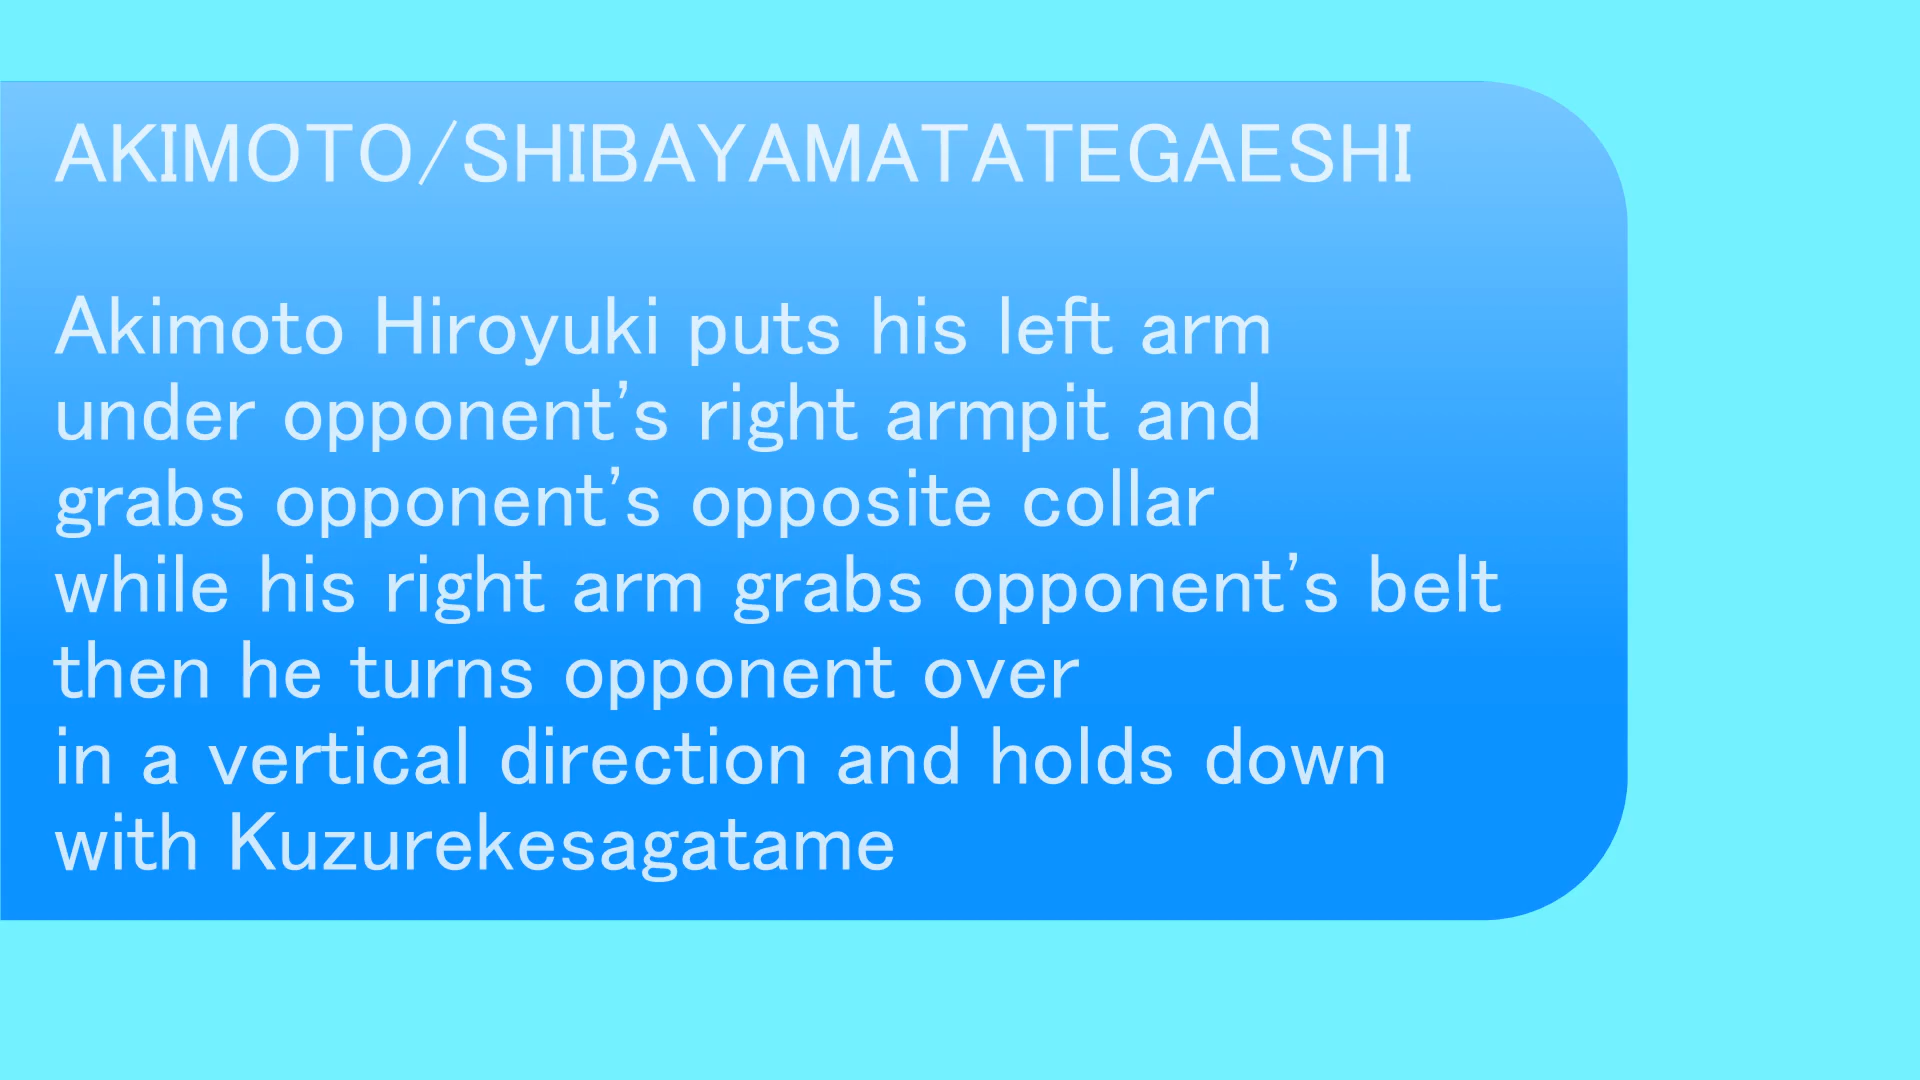 AKIMOTO/SHIBAYAMATATEGAESHI
Akimoto Hiroyuki puts his left arm
under opponent’s right armpit and
grabs opponent’s opposite collar
while his right arm grabs opponent’s belt
then he turns opponent over
in a vertical direction and holds down
with Kuzurekesagatame